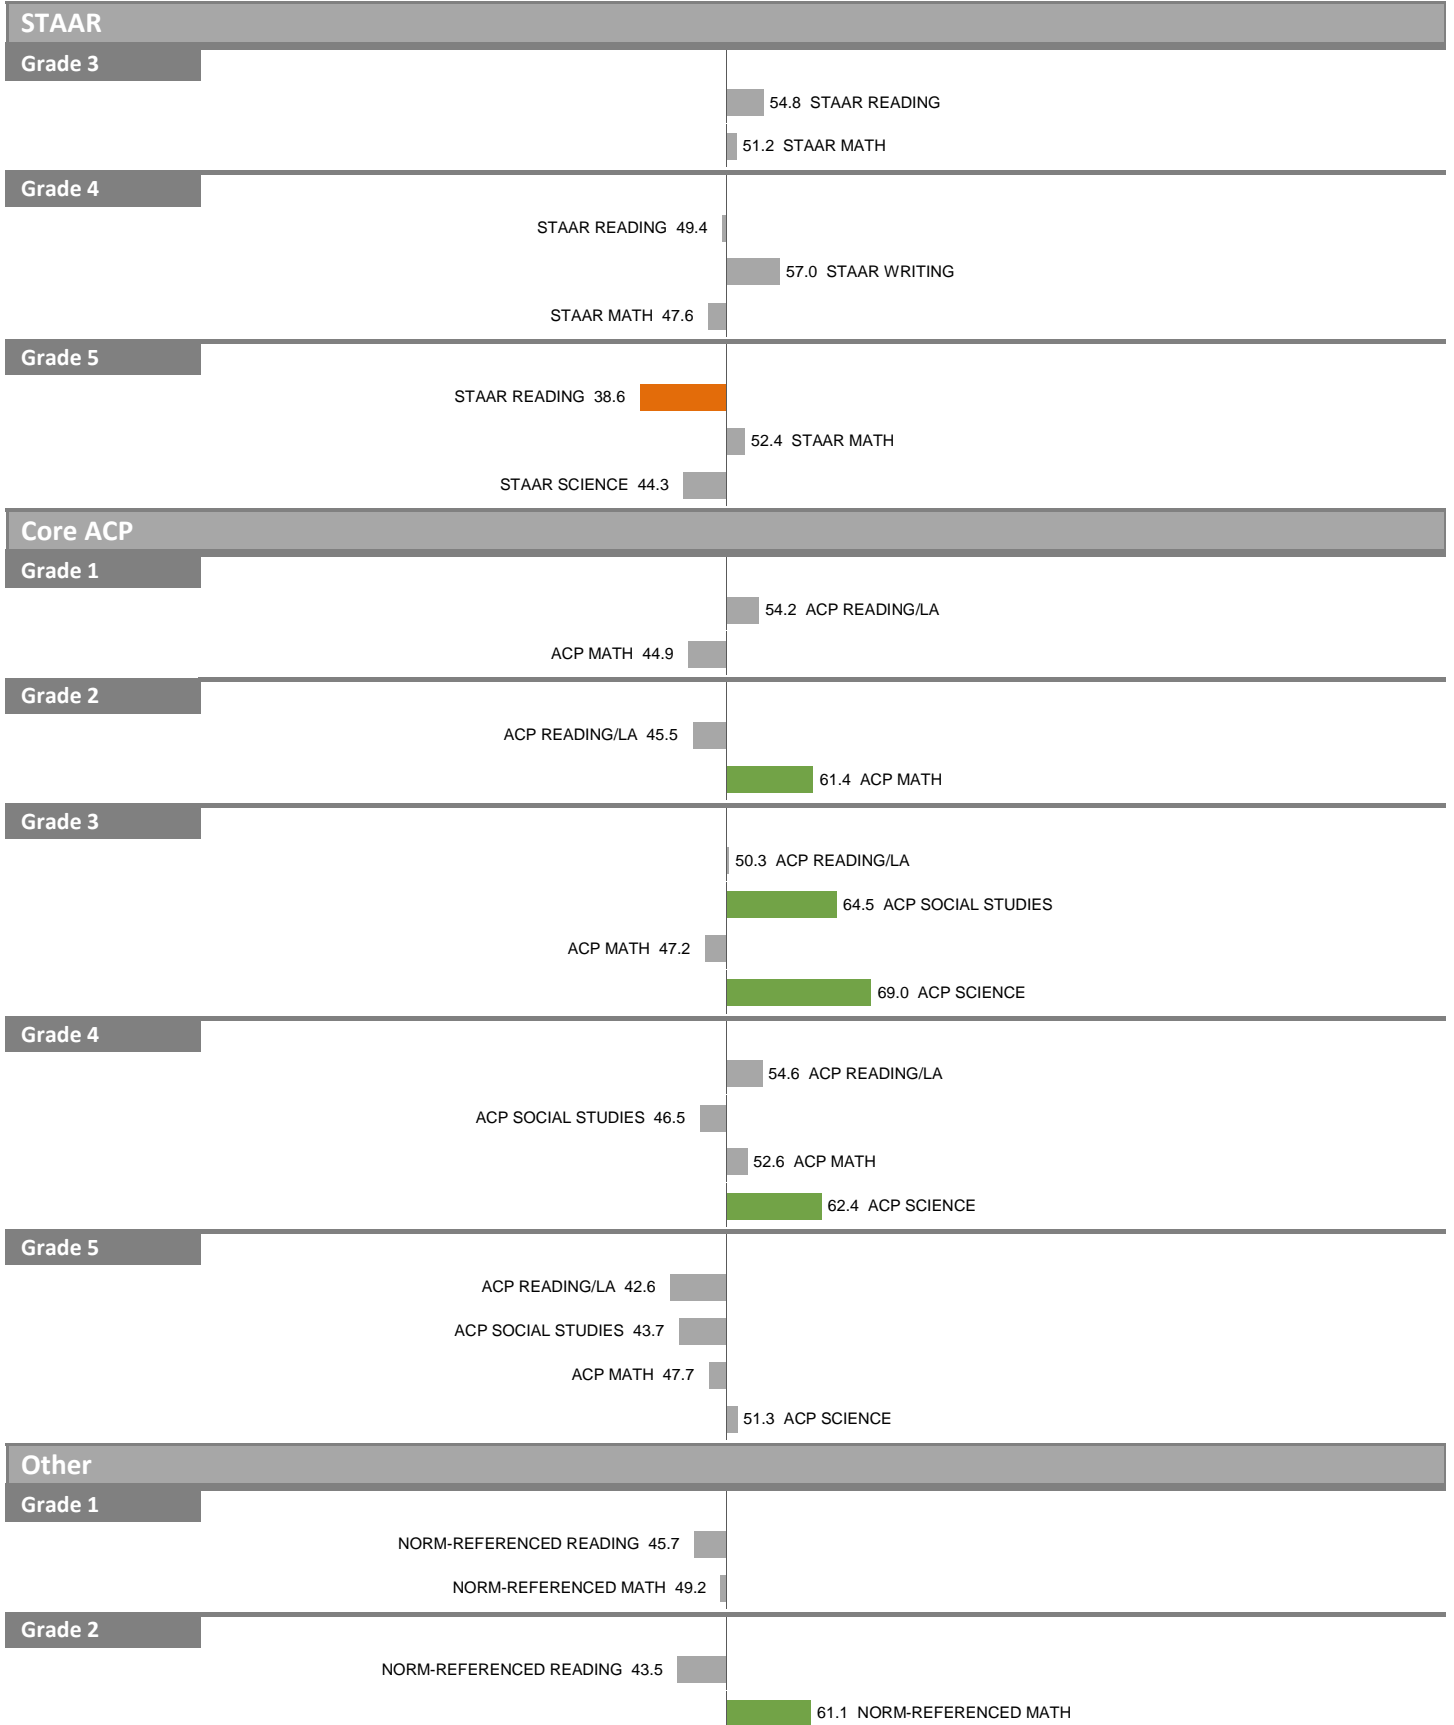 STAAR
Grade 3
54.8 STAAR READING
51.2 STAAR MATH
Grade 4
STAAR READING 49.4
57.0 STAAR WRITING
STAAR MATH 47.6
Grade 5
STAAR READING 38.6
52.4 STAAR MATH
STAAR SCIENCE 44.3
Core ACP
Grade 1
54.2 ACP READING/LA
ACP MATH 44.9
Grade 2
ACP READING/LA 45.5
61.4 ACP MATH
Grade 3
50.3 ACP READING/LA
64.5 ACP SOCIAL STUDIES
ACP MATH 47.2
69.0 ACP SCIENCE
Grade 4
54.6 ACP READING/LA
ACP SOCIAL STUDIES 46.5
52.6 ACP MATH
62.4 ACP SCIENCE
Grade 5
ACP READING/LA 42.6
ACP SOCIAL STUDIES 43.7
ACP MATH 47.7
51.3 ACP SCIENCE
Other
Grade 1
NORM-REFERENCED READING 45.7
NORM-REFERENCED MATH 49.2
Grade 2
NORM-REFERENCED READING 43.5
61.1 NORM-REFERENCED MATH